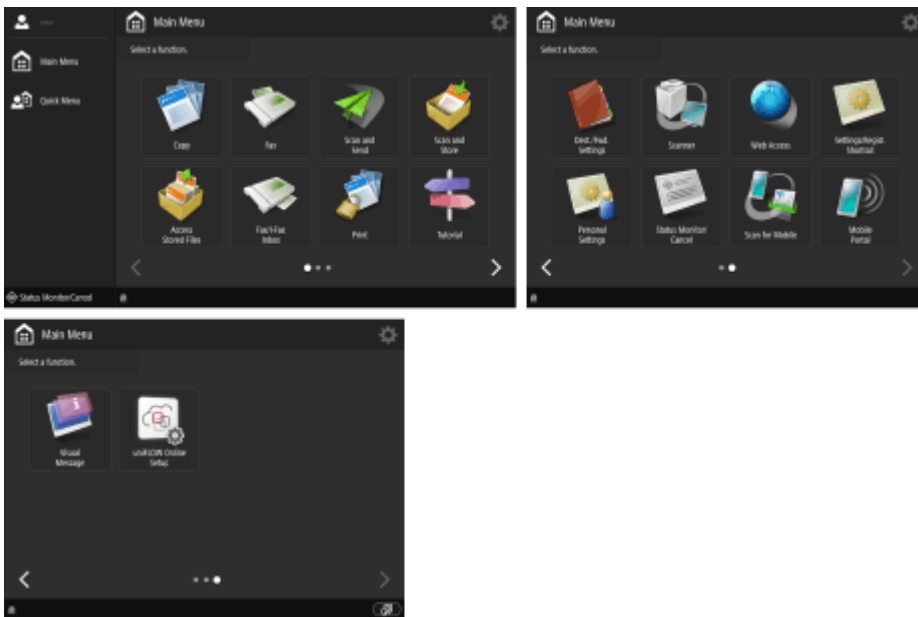 Main Menu
Select a function.
Main Menu
Quick Menu
Copy
Fax
Scan and
Send
Scan and
Store
Access
Stored Files
Fax/I-Fax
Inbox
Print
Tutorial
Status Monitor/Cancel
Main Menu
Select a function.
Dest./Fwd.
Settings
Scanner
Web Access
Settings/Regist.
Shortcut
Personal
Settings
Status Monitor/
Cancel
Scan for Mobile
Mobile
Portal
Main Menu
Select a function.
Visual
Message
uniFLOW Online
Setup